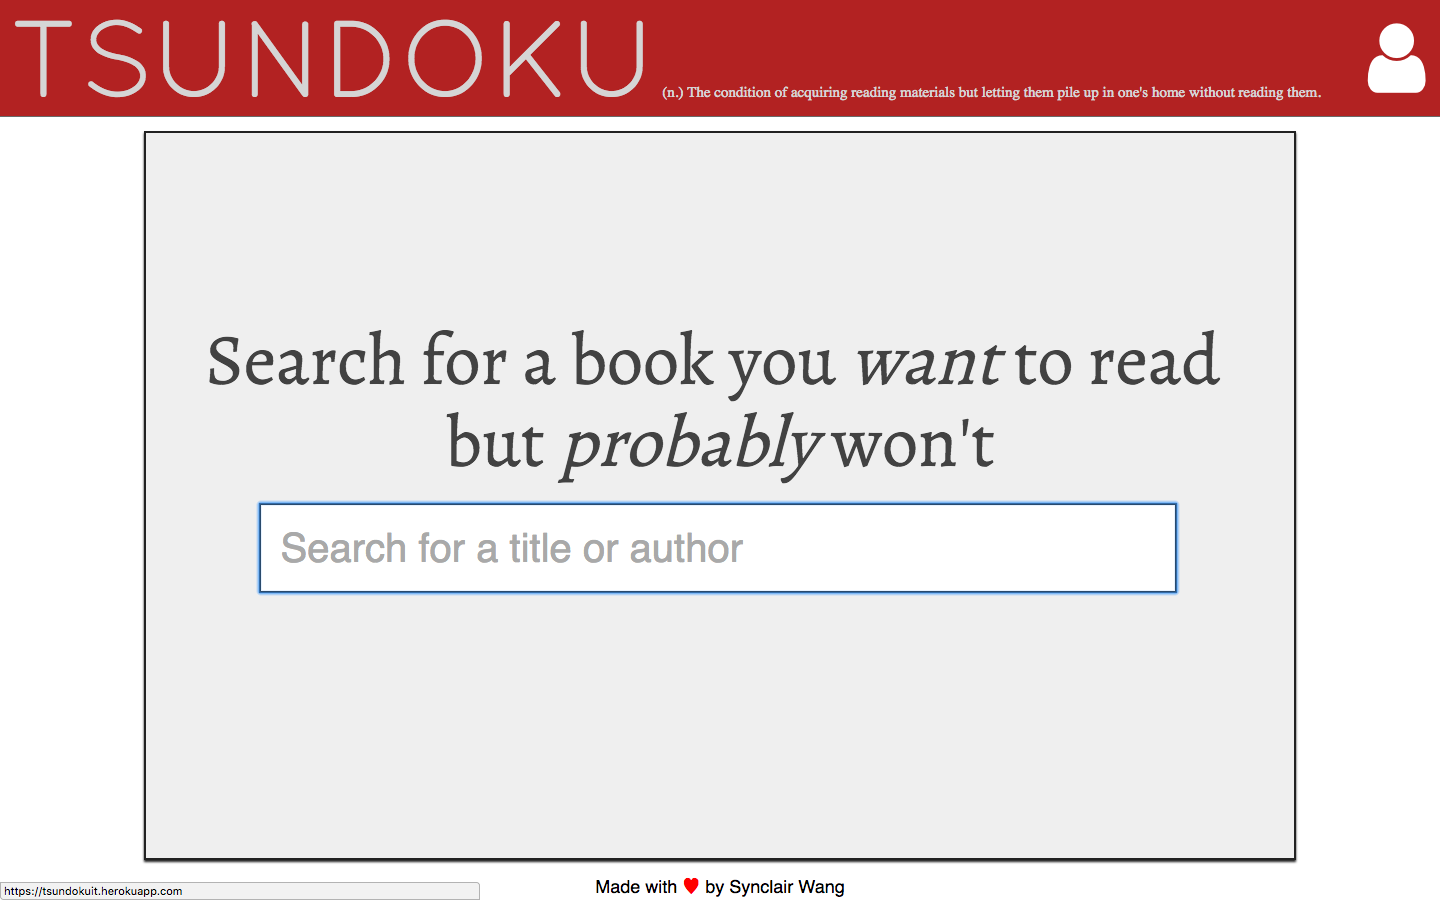 TSUNDOKU
(n.) The condition of acquiring reading materials but letting them pile up in one's home without reading them.
Search for a book you want to read
but probably won't
Search for a title or author
Made with ♥ by Synclair Wang
https://tsundokuit.herokuapp.com